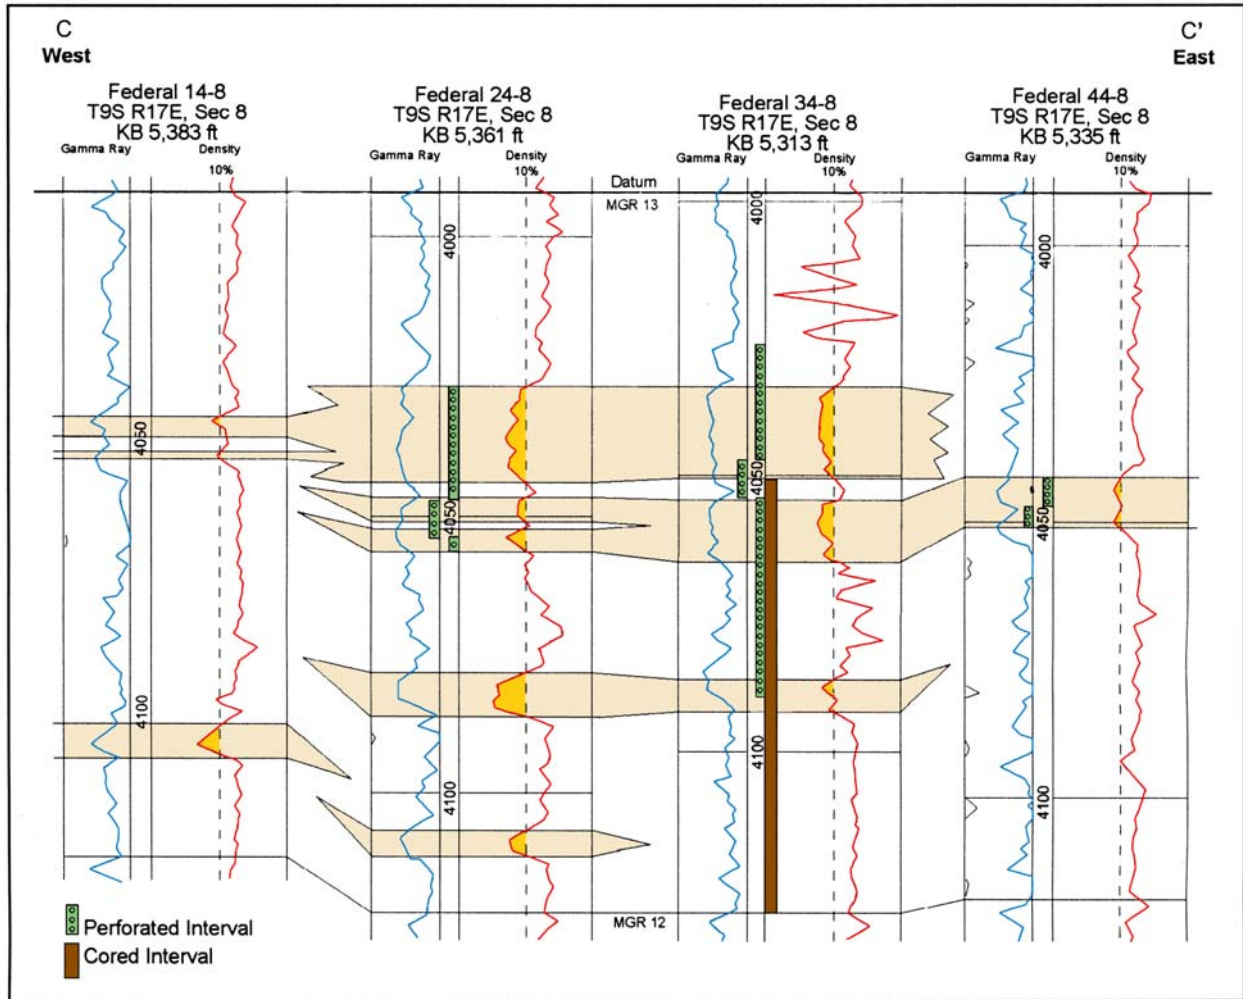 C
West
C'
East
Federal 14-8
T9S R17E, Sec 8
KB 5,383 ft
Gamma Ray
Density
10%
Federal 24-8
T9S R17E, Sec 8
KB 5,361 ft
Gamma Ray
Density
10%
Federal 34-8
T9S R17E, Sec 8
KB 5,313 ft
Gamma Ray
Density
10%
Federal 44-8
T9S R17E, Sec 8
KB 5,335 ft
Gamma Ray
Density
10%
Datum
MGR 13
4050
4100
4000
4050
4100
4000
4050
4100
4000
4050
4100
MGR 12
Perforated Interval
Cored Interval